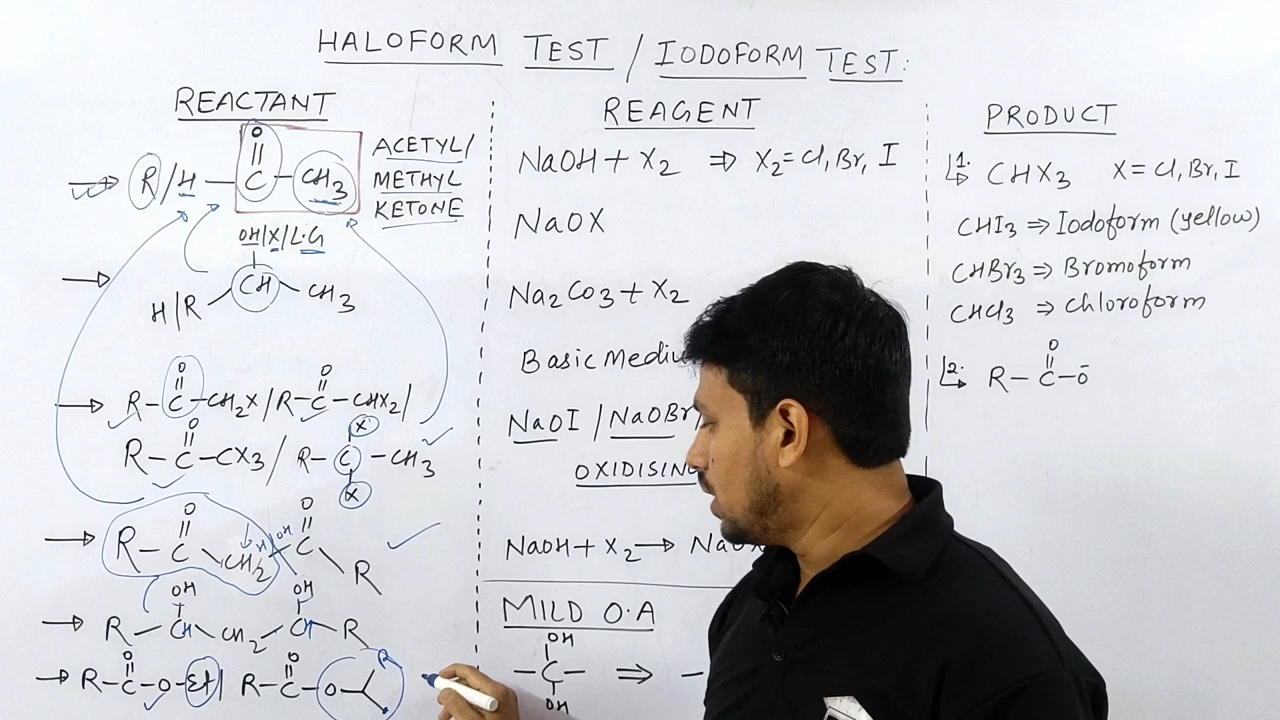 HALOFORM TEST / IODOFORM TEST:
REACTANT
R/H — C — CH3
O
ACETYL/
METHYL
KETONE
OH/X/L.G
H/R CH CH3
O O
R-C-CH2X/R-C-CHX2/
O X
R-C-CX3/ R-C-CH3
X
O O
R-C CH2 C R
H OH
OH OH
R-CH CH2 CH R
O O R
R-C-O-Et/ R-C-O
REAGENT
NaOH + X2 ⇒ X2=Cl,Br,I
NaOX
Na2CO3 + X2
Basic
NaOI / NaOBr
NaOH + X2 →
MILD O.A
OH
-C- ⇒ -
OH
PRODUCT
1. CHX3 X=Cl,Br,I
CHI3 ⇒ Iodoform (yellow)
CHBr3 ⇒ Bromoform
CHCl3 ⇒ chloroform
O
2. R-C-O-